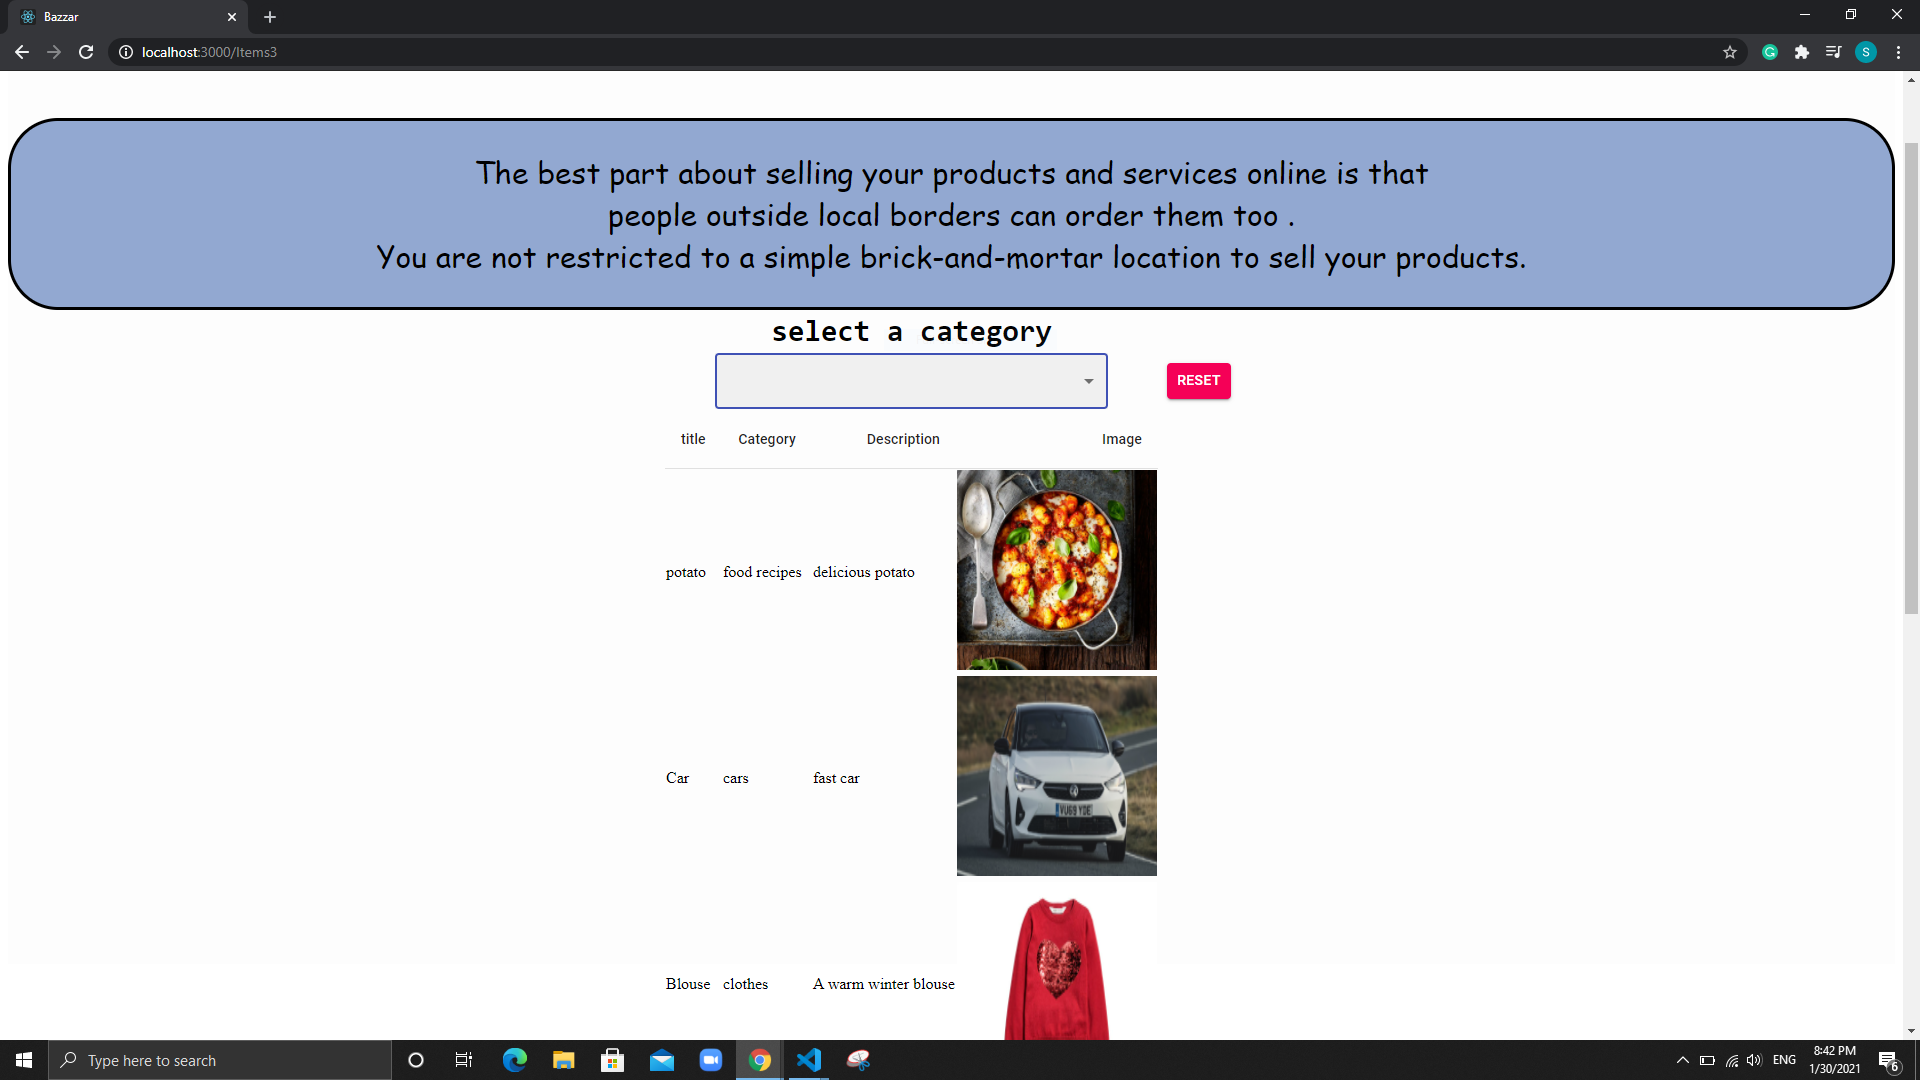 Bazzar
localhost:3000/Items3
S
The best part about selling your products and services online is that
people outside local borders can order them too .
You are not restricted to a simple brick-and-mortar location to sell your products.
select a category
RESET
title Category Description Image
potato food recipes delicious potato
Car cars fast car
VU69 YDE
Blouse clothes A warm winter blouse
Type here to search
ENG
8:42 PM
1/30/2021
6